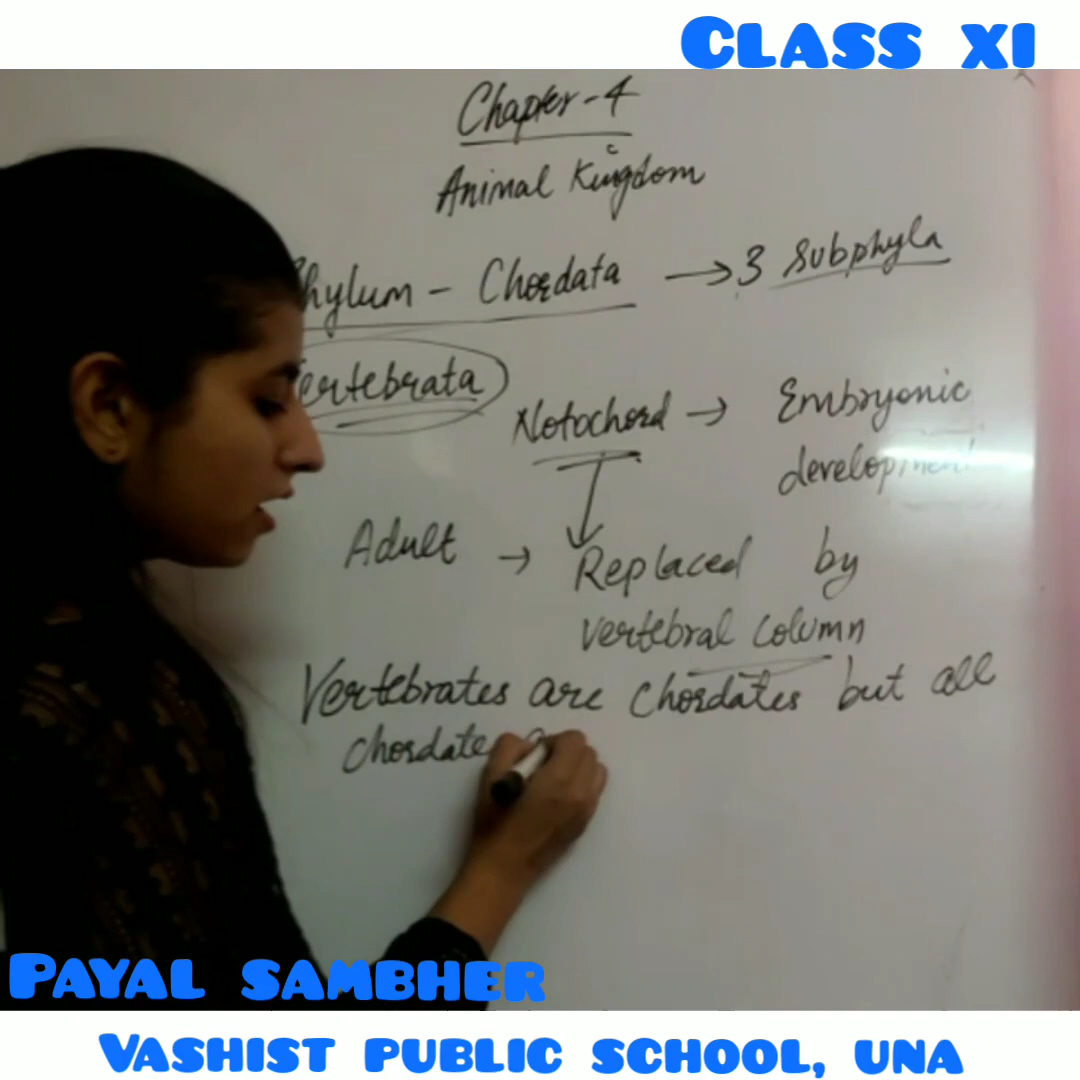 CLASS XI
Chapter-4
Animal Kingdom
hylum - Chordata → 3 Subphyla
ertebrata
Notochord → Embryonic
development
Adult → Replaced by
vertebral column
Vertebrates are chordates but all
chordate
PAYAL SAMBHER
VASHIST PUBLIC SCHOOL, UNA